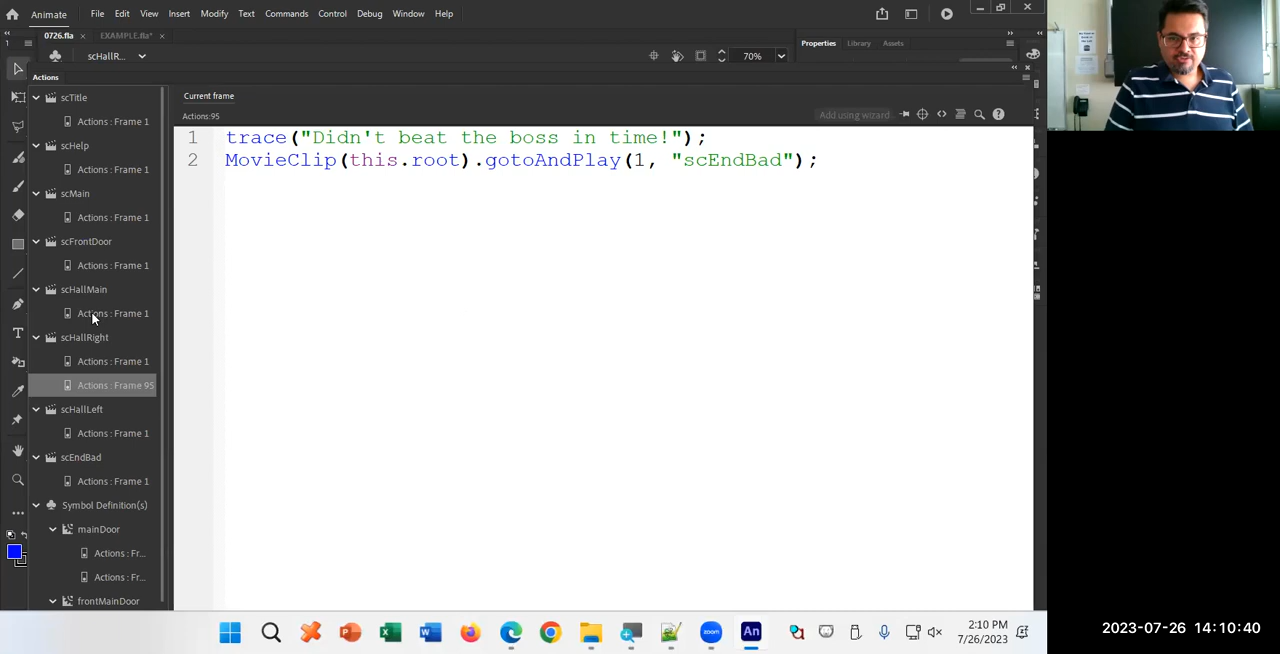 Animate File Edit View Insert Modify Text Commands Control Debug Window Help
0726.fla × EXAMPLE.fla* ×
scHallR... 70% Properties Library Assets
Actions
Current frame
Actions:95 Add using wizard
scTitle
Actions : Frame 1
scHelp
Actions : Frame 1
scMain
Actions : Frame 1
scFrontDoor
Actions : Frame 1
scHallMain
Actions : Frame 1
scHallRight
Actions : Frame 1
Actions : Frame 95
scHallLeft
Actions : Frame 1
scEndBad
Actions : Frame 1
Symbol Definition(s)
mainDoor
Actions : Fr...
Actions : Fr...
frontMainDoor
1 trace("Didn't beat the boss in time!");
2 MovieClip(this.root).gotoAndPlay(1, "scEndBad");
zoom An
2:10 PM
7/26/2023
2023-07-26 14:10:40